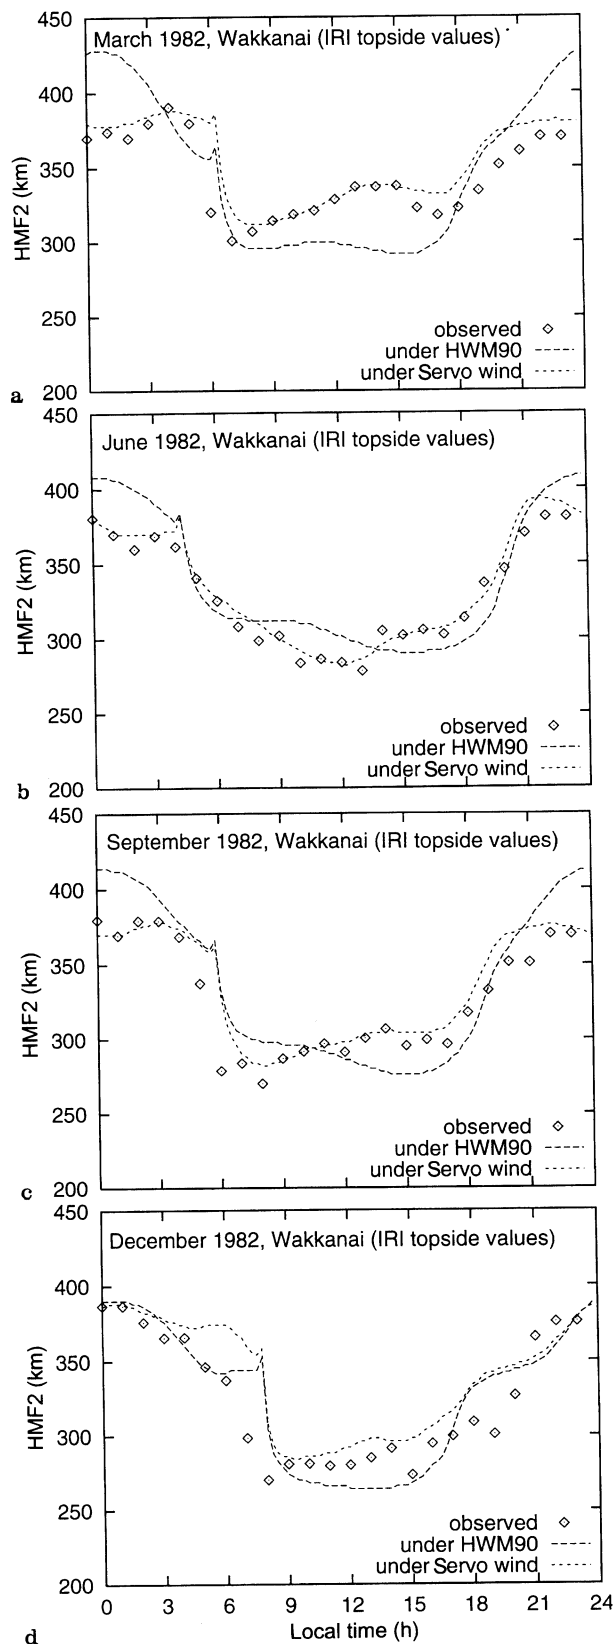 March 1982, Wakkanai (IRI topside values)
450
400
350
300
250
200
HMF2 (km)
observed
under HWM90
under Servo wind
a
June 1982, Wakkanai (IRI topside values)
450
400
350
300
250
200
HMF2 (km)
observed
under HWM90
under Servo wind
b
September 1982, Wakkanai (IRI topside values)
450
400
350
300
250
200
HMF2 (km)
observed
under HWM90
under Servo wind
c
December 1982, Wakkanai (IRI topside values)
450
400
350
300
250
200
HMF2 (km)
observed
under HWM90
under Servo wind
0 3 6 9 12 15 18 21 24
d
Local time (h)